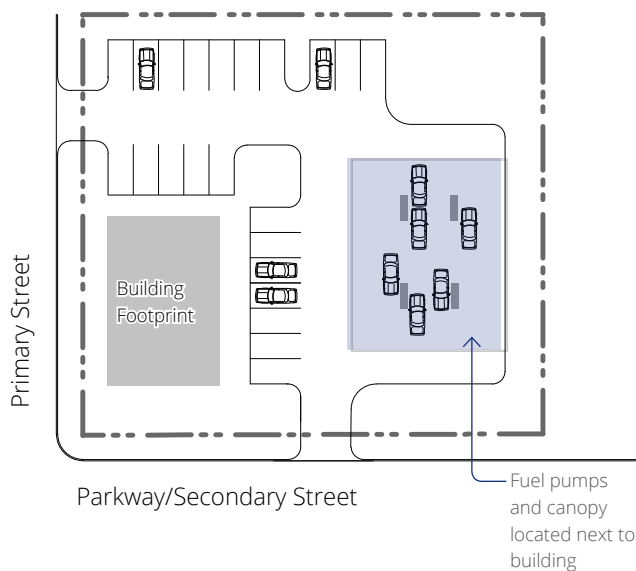 Building
Footprint
Primary Street
Parkway/Secondary Street
Fuel pumps
and canopy
located next to
building